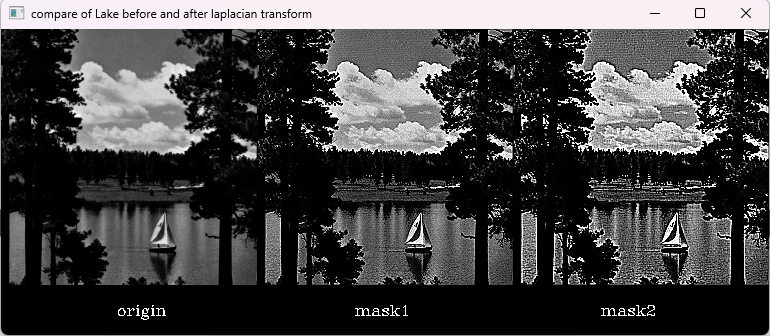 compare of Lake before and after laplacian transform
origin
mask1
mask2